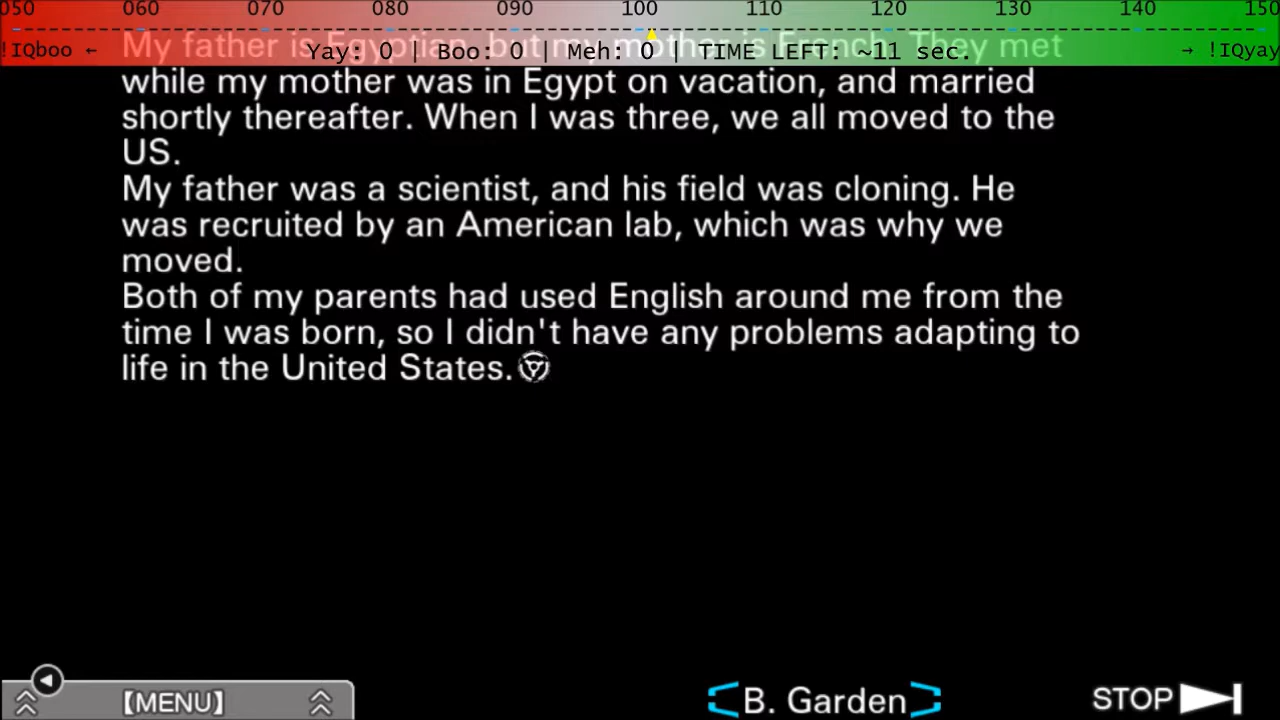 050 060 070 080 090 100 110 120 130 140 150
!IQboo ← Yay: 0 | Boo: 0 | Meh: 0 | TIME LEFT: ~11 sec. → !IQyay
My father is Egyptian, but my mother is French. They met
while my mother was in Egypt on vacation, and married
shortly thereafter. When I was three, we all moved to the
US.
My father was a scientist, and his field was cloning. He
was recruited by an American lab, which was why we
moved.
Both of my parents had used English around me from the
time I was born, so I didn't have any problems adapting to
life in the United States.
【MENU】 B. Garden STOP